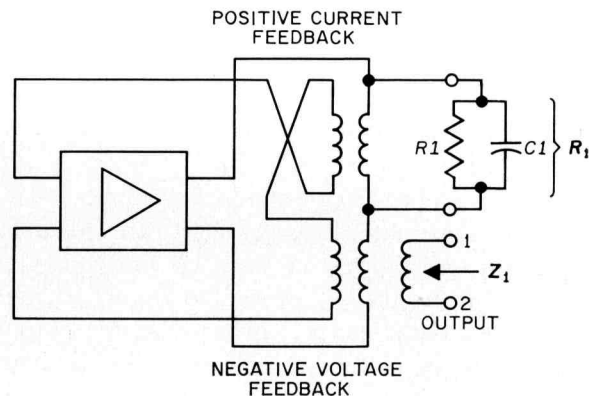 POSITIVE CURRENT
FEEDBACK
R1
C1
R₁
1
Z₁
2
OUTPUT
NEGATIVE VOLTAGE
FEEDBACK